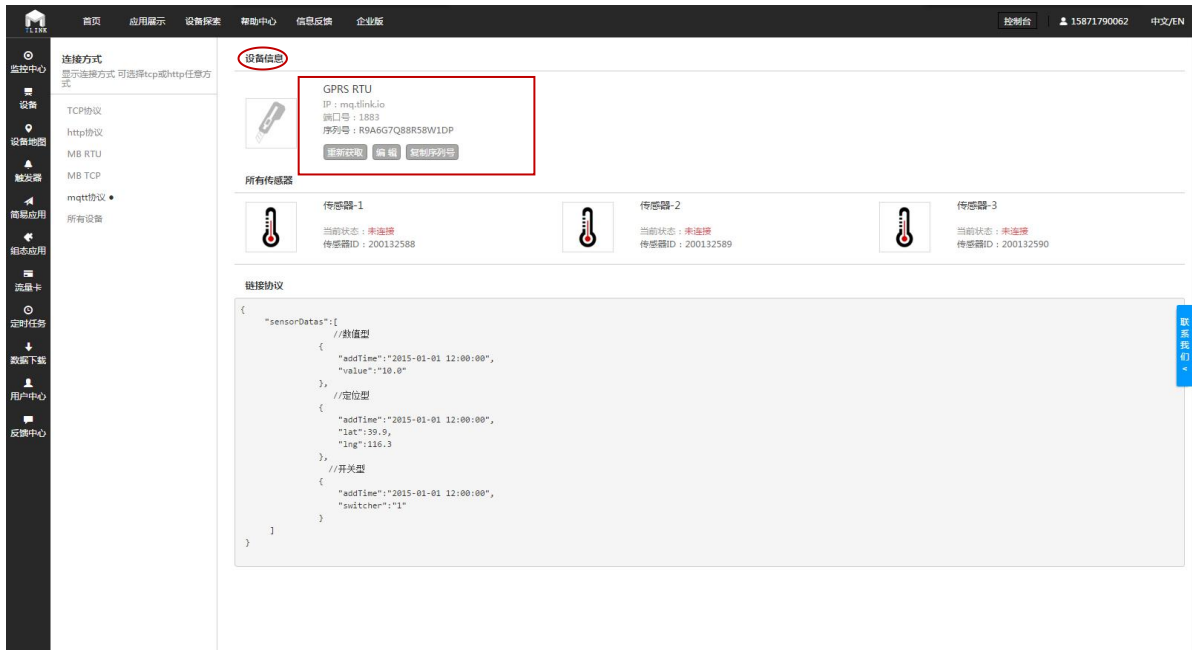 TLINK
首页 应用展示 设备探索 帮助中心 信息反馈 企业版 控制台 15871790062 中文/EN
监控中心
设备
设备地图
触发器
简易应用
组态应用
流量卡
定时任务
数据下载
用户中心
反馈中心
连接方式
显示连接方式 可选择tcp或http任意方
式
TCP协议
http协议
MB RTU
MB TCP
mqtt协议 ●
所有设备
设备信息
GPRS RTU
IP：mq.tlink.io
端口号：1883
序列号：R9A6G7Q88R58W1DP
重新获取 编 辑 复制序列号
所有传感器
传感器-1
当前状态：未连接
传感器ID：200132588
传感器-2
当前状态：未连接
传感器ID：200132589
传感器-3
当前状态：未连接
传感器ID：200132590
链接协议
{
"sensorDatas":[
//数值型
{
"addTime":"2015-01-01 12:00:00",
"value":"10.0"
},
//定位型
{
"addTime":"2015-01-01 12:00:00",
"lat":39.9,
"lng":116.3
},
//开关型
{
"addTime":"2015-01-01 12:00:00",
"switcher":"1"
}
]
}
联系我们 <